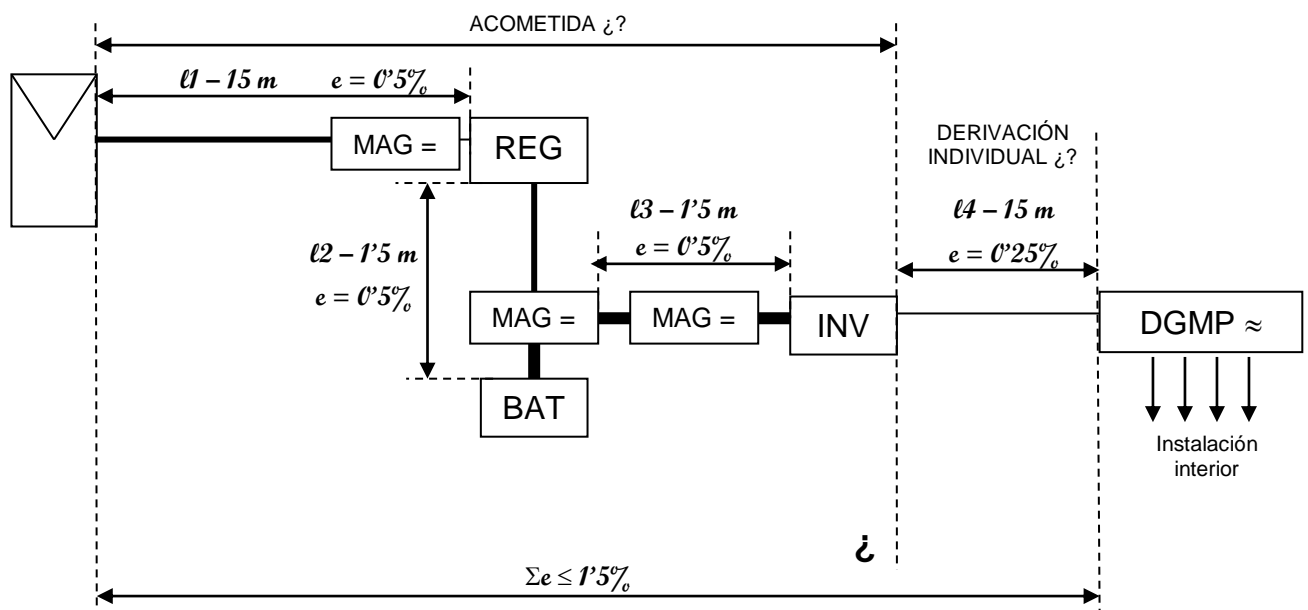 ACOMETIDA ¿?
ℓ1 – 15 m e = 0'5%
MAG =
REG
DERIVACIÓN
INDIVIDUAL ¿?
ℓ2 – 1'5 m
e = 0'5%
ℓ3 – 1'5 m
e = 0'5%
ℓ4 – 15 m
e = 0'25%
MAG =
MAG =
INV
DGMP ≈
BAT
Instalación
interior
¿
Σe ≤ 1'5%